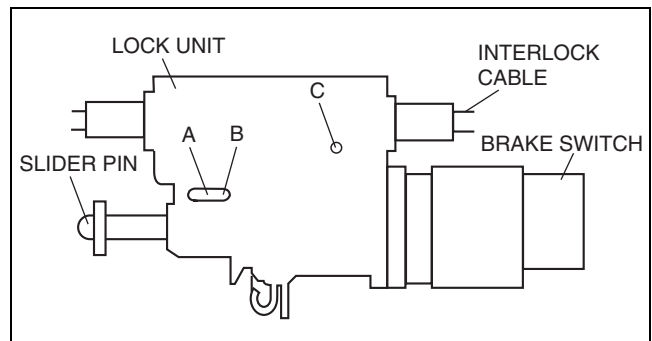 LOCK UNIT
INTERLOCK
CABLE
C
A
B
BRAKE SWITCH
SLIDER PIN